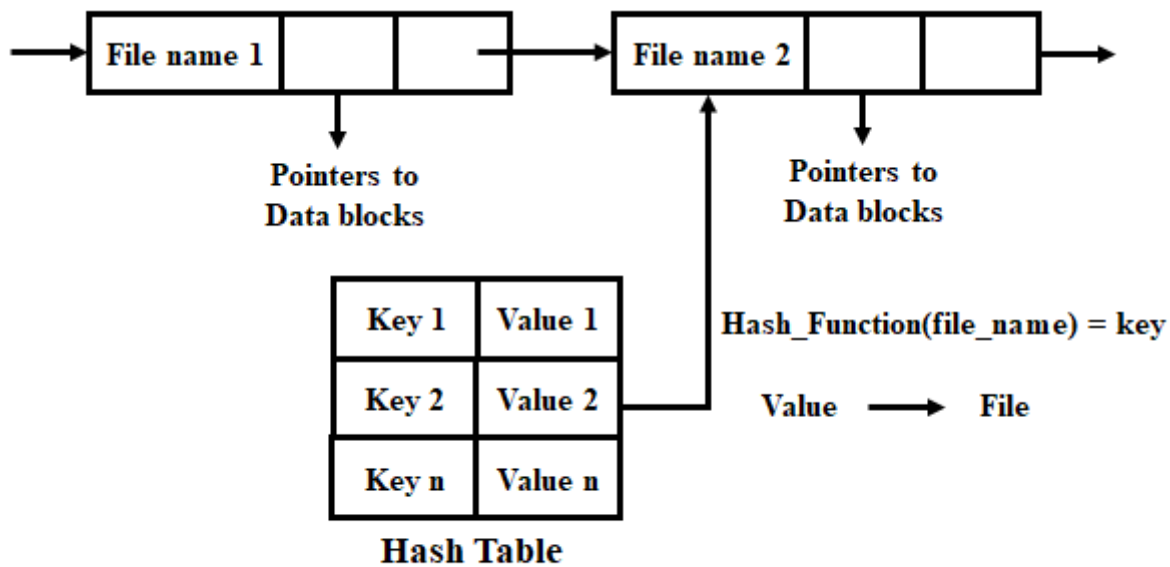 File name 1
File name 2
Pointers to
Data blocks
Pointers to
Data blocks
Key 1 Value 1
Key 2 Value 2
Key n Value n
Hash Table
Hash_Function(file_name) = key
Value File